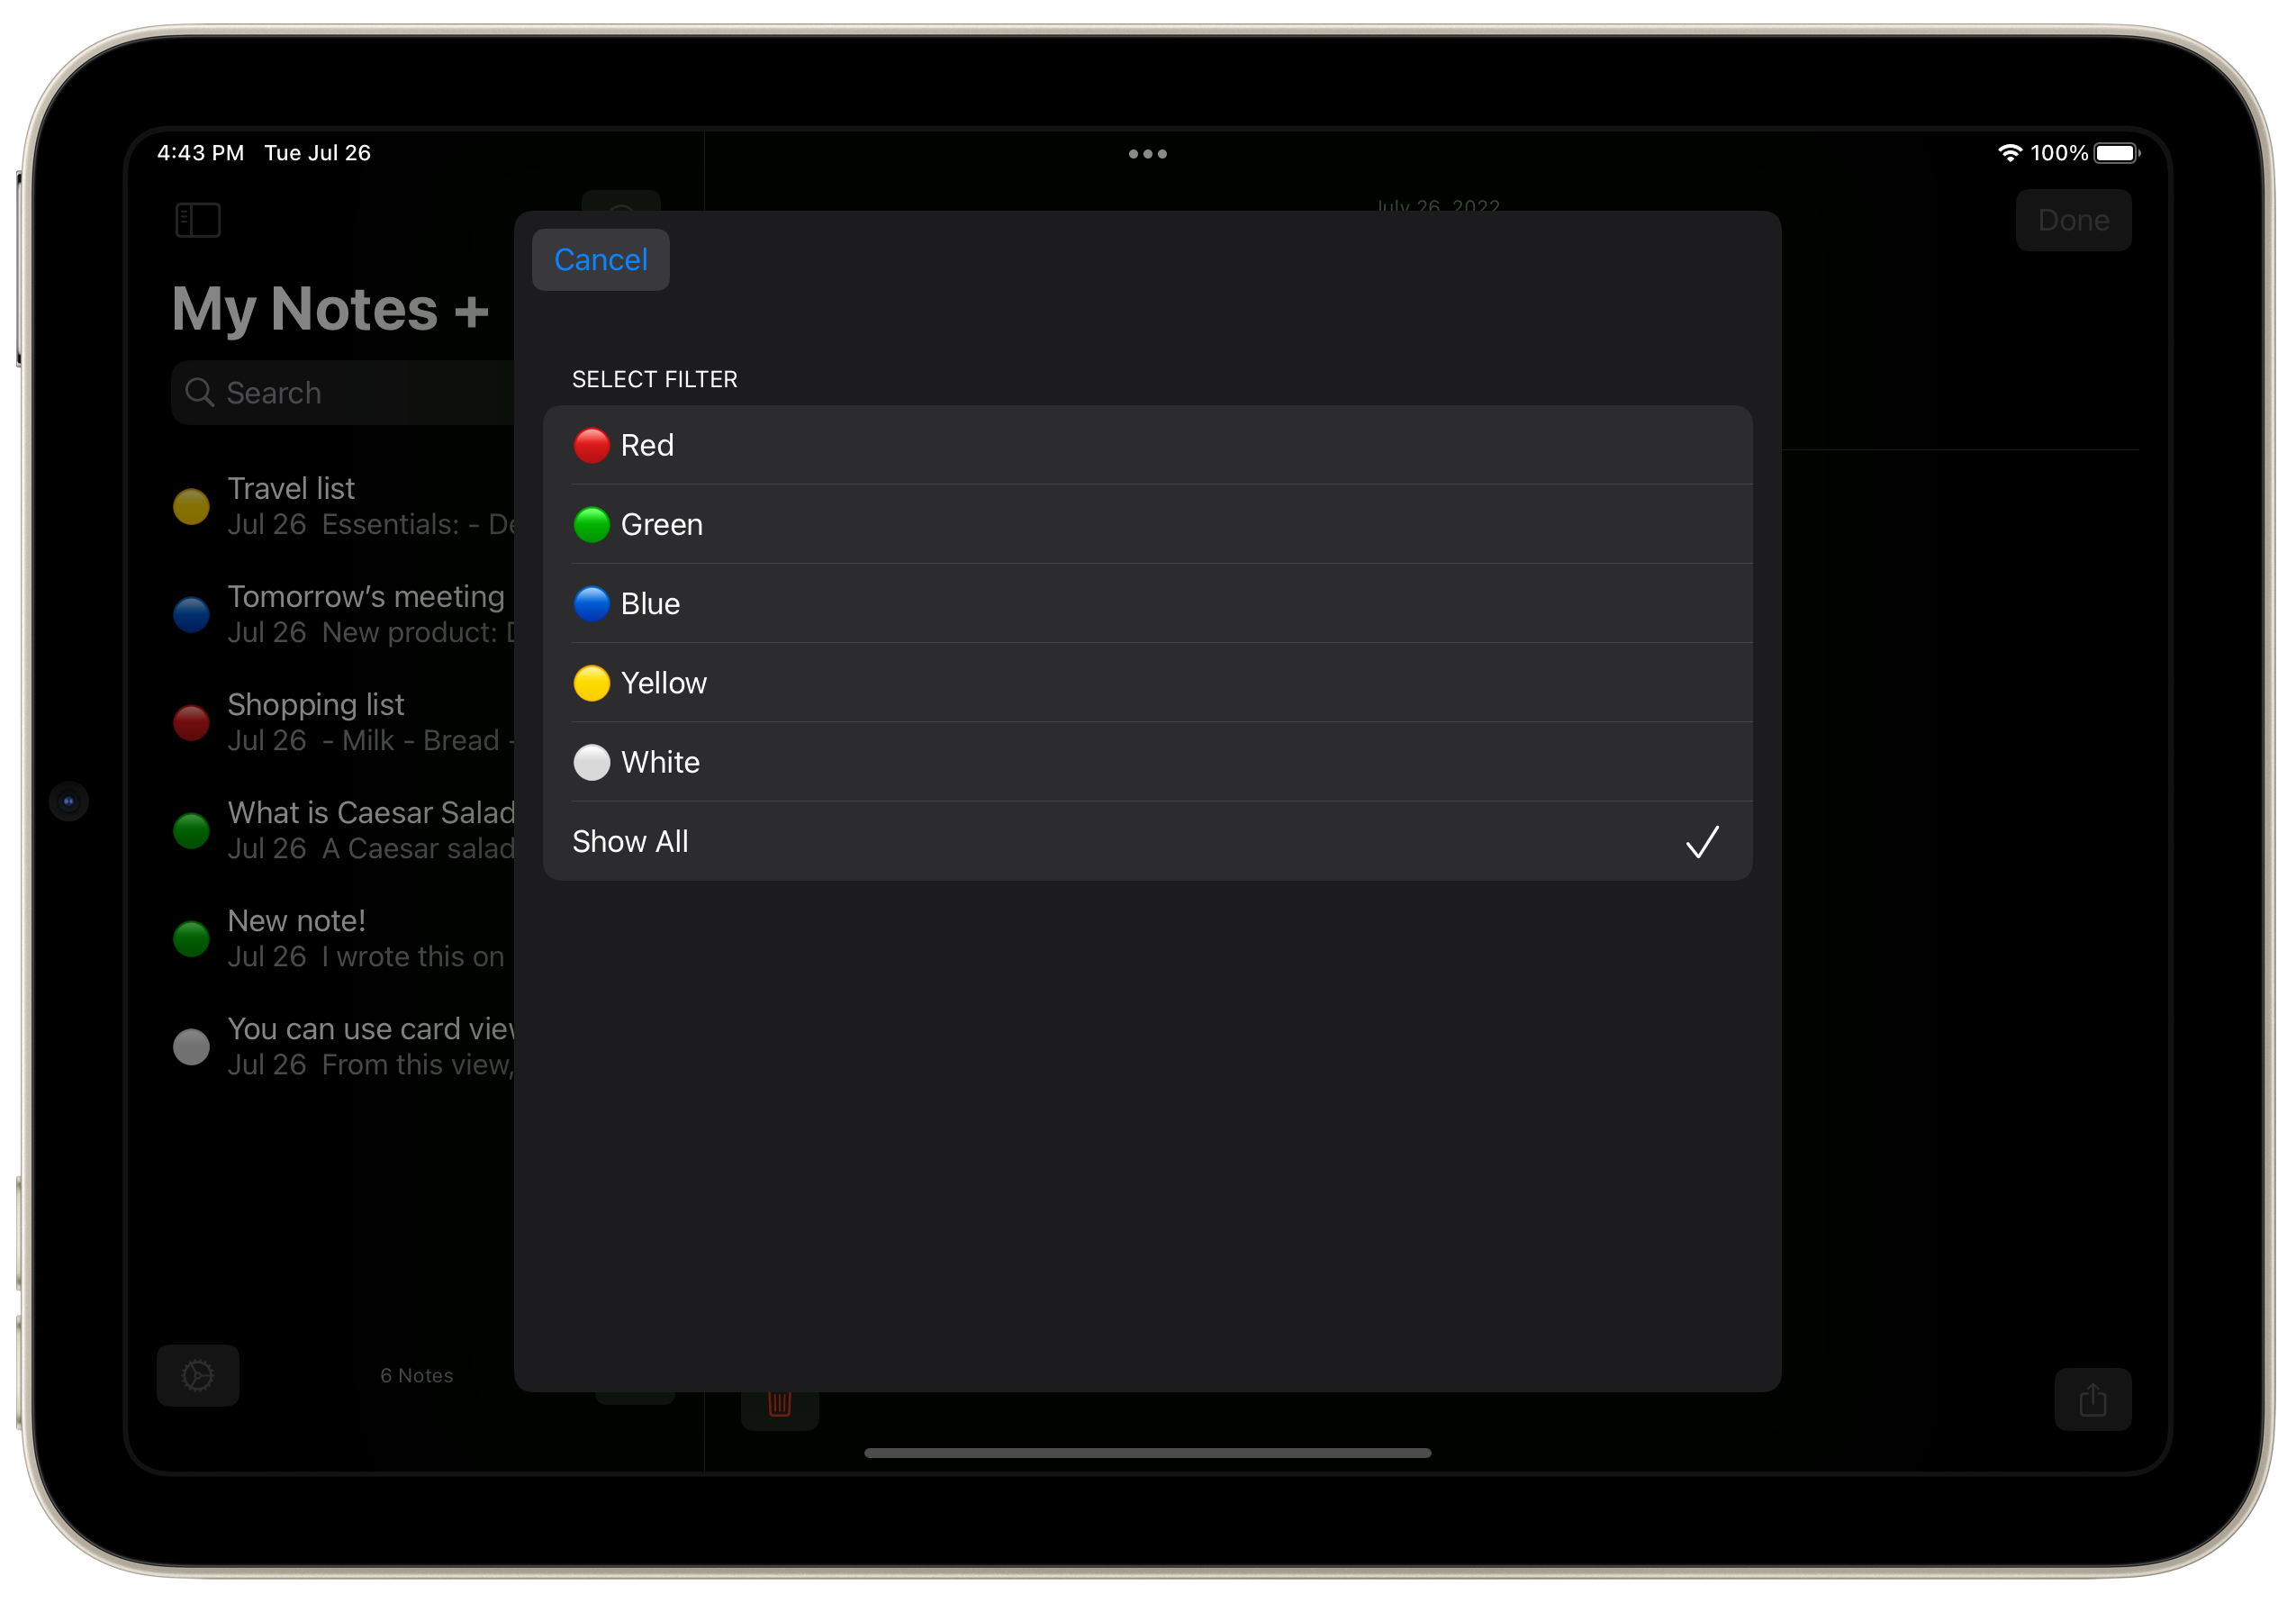 4:43 PM Tue Jul 26
100%
July 26, 2022
Done
Cancel
My Notes +
Search
SELECT FILTER
Red
Green
Blue
Yellow
White
Show All
Travel list
Jul 26 Essentials: -
Tomorrow’s meeting
Jul 26 New product:
Shopping list
Jul 26 - Milk - Bread -
What is Caesar Salad
Jul 26 A Caesar salad
New note!
Jul 26 I wrote this on
You can use card view
Jul 26 From this view,
6 Notes